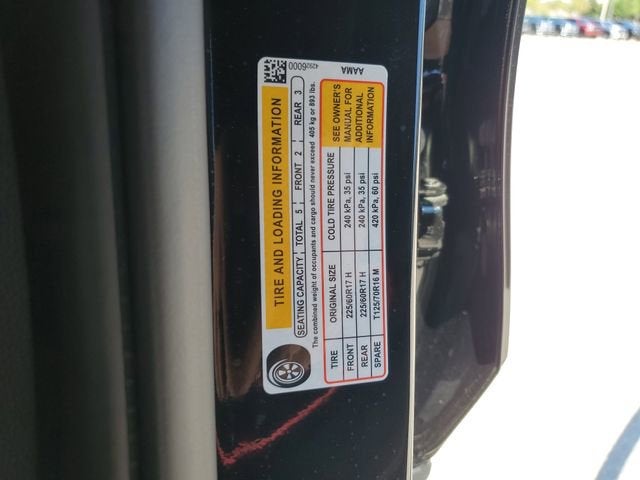 42926000 AAMA
TIRE AND LOADING INFORMATION
SEATING CAPACITY TOTAL 5 FRONT 2 REAR 3
The combined weight of occupants and cargo should never exceed 405 kg or 893 lbs.
TIRE ORIGINAL SIZE COLD TIRE PRESSURE SEE OWNER'S
FRONT 225/60R17 H 240 kPa, 35 psi MANUAL FOR
REAR 225/60R17 H 240 kPa, 35 psi ADDITIONAL
SPARE T125/70R16 M 420 kPa, 60 psi INFORMATION